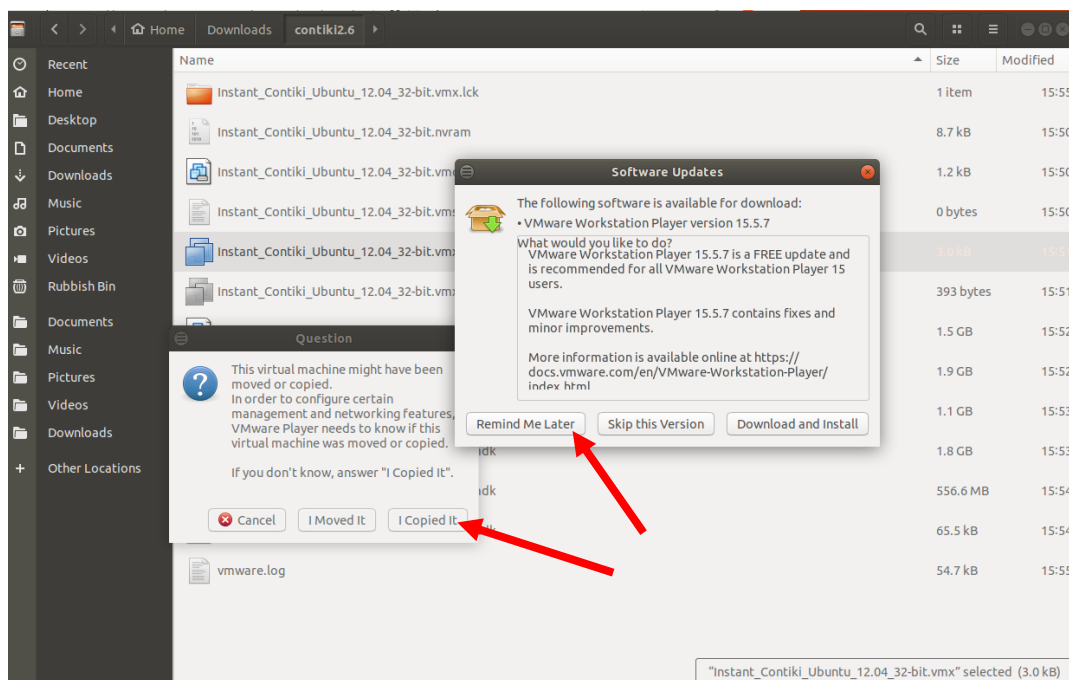 Home Downloads contiki2.6
Name Size Modified
Recent
Home
Desktop
Documents
Downloads
Music
Pictures
Videos
Rubbish Bin
Documents
Music
Pictures
Videos
Downloads
+ Other Locations
Instant_Contiki_Ubuntu_12.04_32-bit.vmx.lck 1 item 15:55
Instant_Contiki_Ubuntu_12.04_32-bit.nvram 8.7 kB 15:50
Instant_Contiki_Ubuntu_12.04_32-bit.vm 1.2 kB 15:50
Instant_Contiki_Ubuntu_12.04_32-bit.vms 0 bytes 15:50
Instant_Contiki_Ubuntu_12.04_32-bit.vmx 3.0 kB 15:51
Instant_Contiki_Ubuntu_12.04_32-bit.vmx 393 bytes 15:51
1.5 GB 15:52
1.9 GB 15:52
1.1 GB 15:53
dk 1.8 GB 15:53
dk 556.6 MB 15:54
65.5 kB 15:54
vmware.log 54.7 kB 15:55
Software Updates
The following software is available for download:
• VMware Workstation Player version 15.5.7
What would you like to do?
VMware Workstation Player 15.5.7 is a FREE update and
is recommended for all VMware Workstation Player 15
users.
VMware Workstation Player 15.5.7 contains fixes and
minor improvements.
More information is available online at https://
docs.vmware.com/en/VMware-Workstation-Player/
index.html
Remind Me Later Skip this Version Download and Install
Question
This virtual machine might have been
moved or copied.
In order to configure certain
management and networking features,
VMware Player needs to know if this
virtual machine was moved or copied.
If you don't know, answer "I Copied It".
Cancel I Moved It I Copied It
"Instant_Contiki_Ubuntu_12.04_32-bit.vmx" selected (3.0 kB)